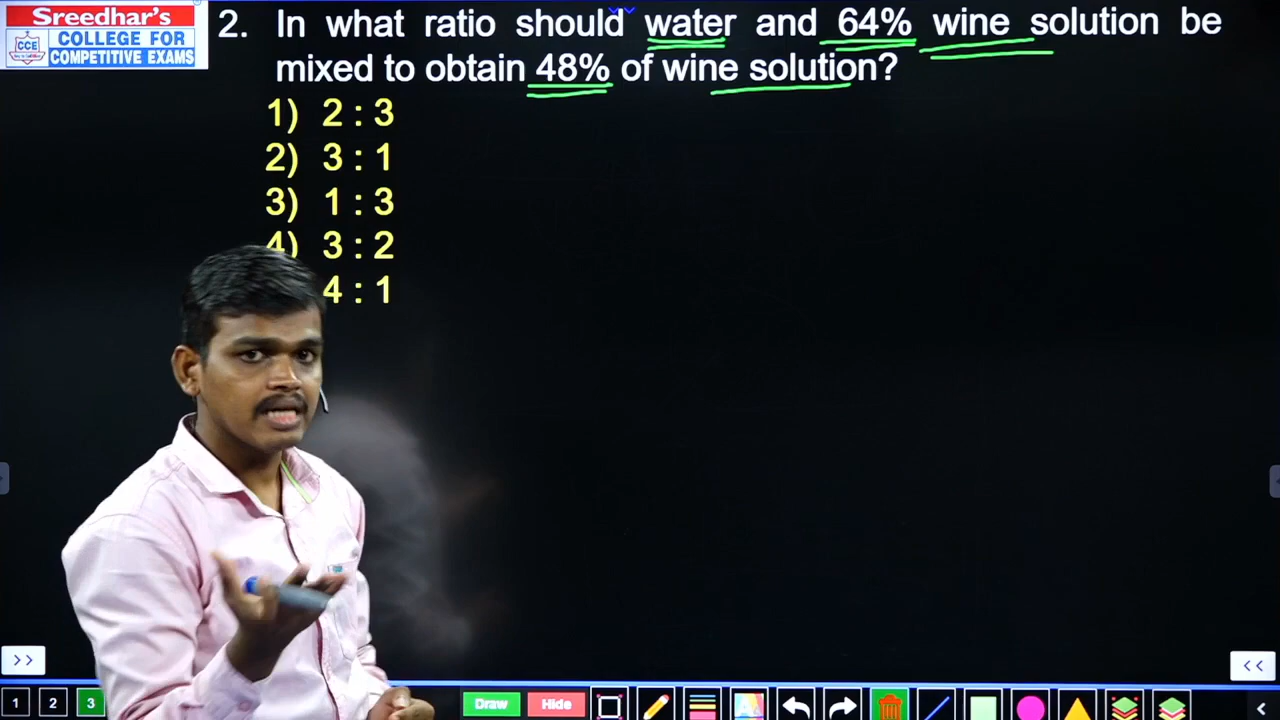 Sreedhar's
CCE
COLLEGE FOR
COMPETITIVE EXAMS
2. In what ratio should water and 64% wine solution be
mixed to obtain 48% of wine solution?
1) 2 : 3
2) 3 : 1
3) 1 : 3
4) 3 : 2
4 : 1
>>
<<
1 2 3
Draw Hide